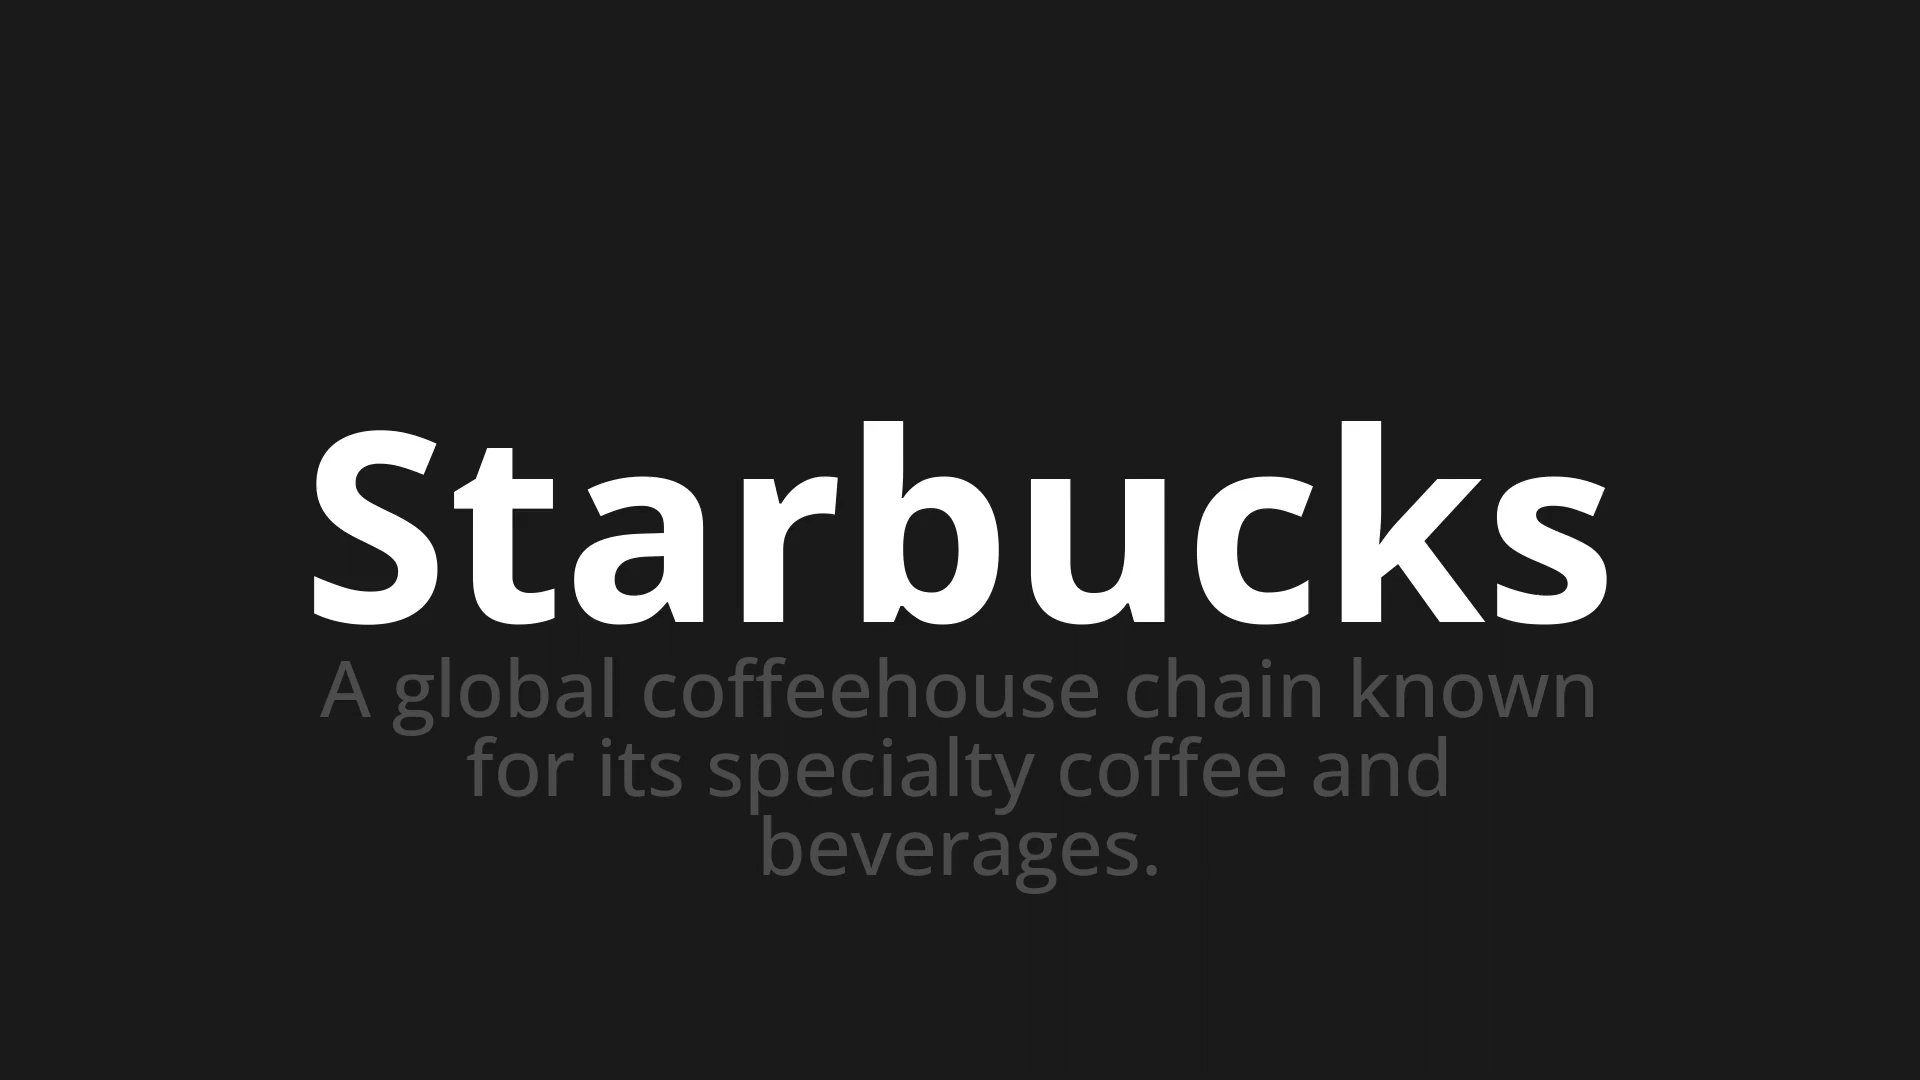 Starbucks
A global coffeehouse chain known
for its specialty coffee and
beverages.